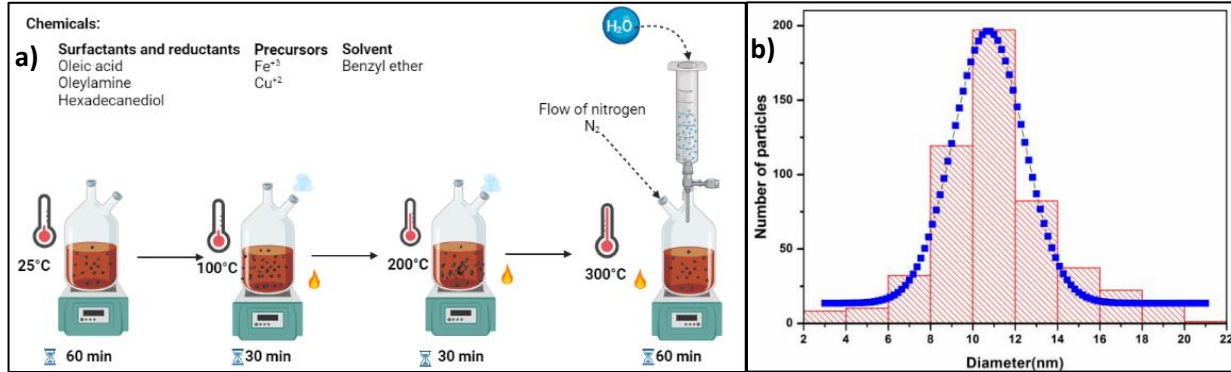 a)
Chemicals:
Surfactants and reductants Precursors Solvent
Oleic acid Fe⁺³ Benzyl ether
Oleylamine Cu⁺²
Hexadecanediol
H₂O
Flow of nitrogen
N₂
25°C 100°C 200°C 300°C
60 min 30 min 30 min 60 min
b)
Number of particles
200
150
100
50
0
2 4 6 8 10 12 14 16 18 20 22
Diameter(nm)